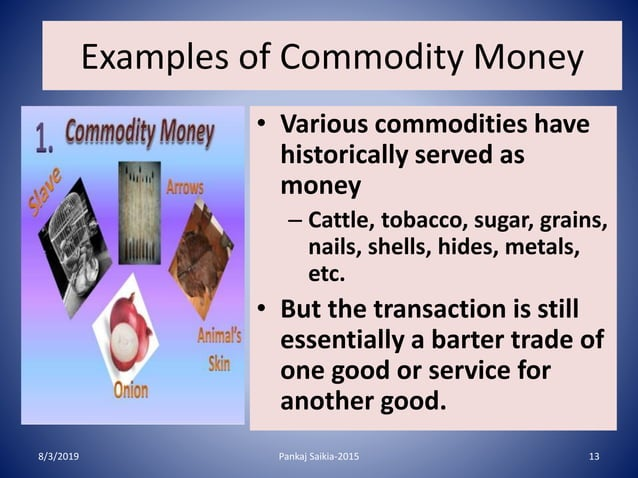 Examples of Commodity Money
1. Commodity Money
Slave
Arrows
Animal's
Skin
Onion
• Various commodities have
historically served as
money
– Cattle, tobacco, sugar, grains,
nails, shells, hides, metals,
etc.
• But the transaction is still
essentially a barter trade of
one good or service for
another good.
8/3/2019
Pankaj Saikia-2015
13